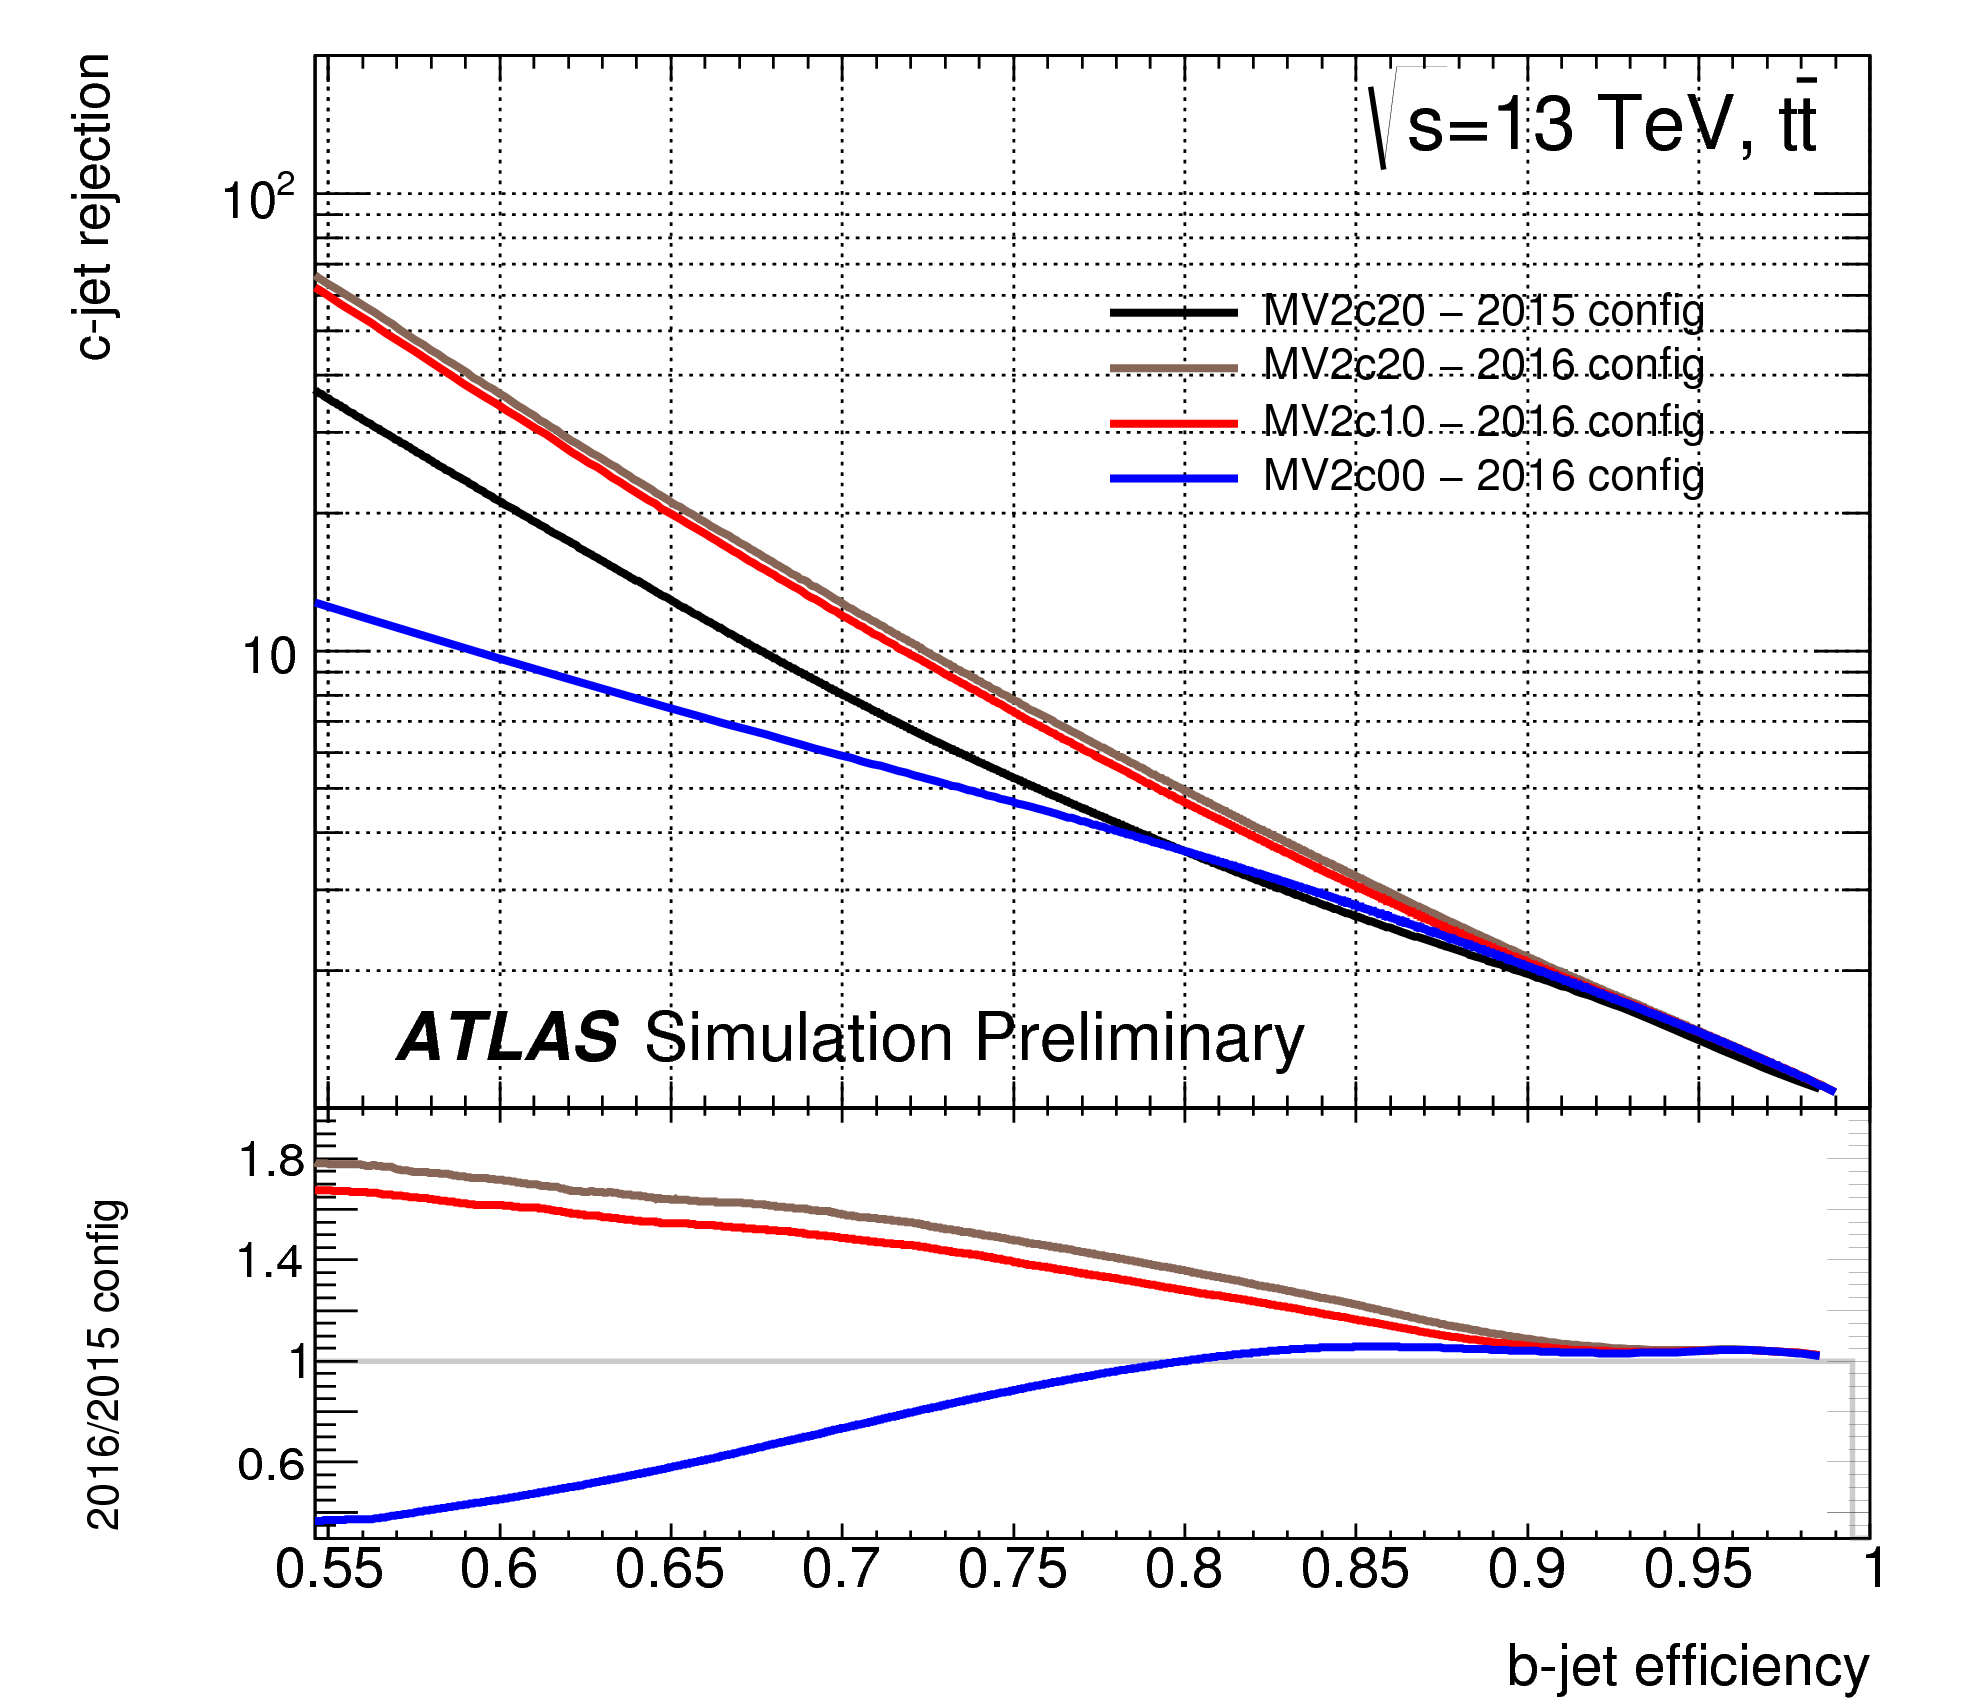 c-jet rejection
√s=13 TeV, tt̄
10²
10
MV2c20 – 2015 config
MV2c20 – 2016 config
MV2c10 – 2016 config
MV2c00 – 2016 config
ATLAS Simulation Preliminary
2016/2015 config
1.8
1.4
1
0.6
0.55 0.6 0.65 0.7 0.75 0.8 0.85 0.9 0.95 1
b-jet efficiency